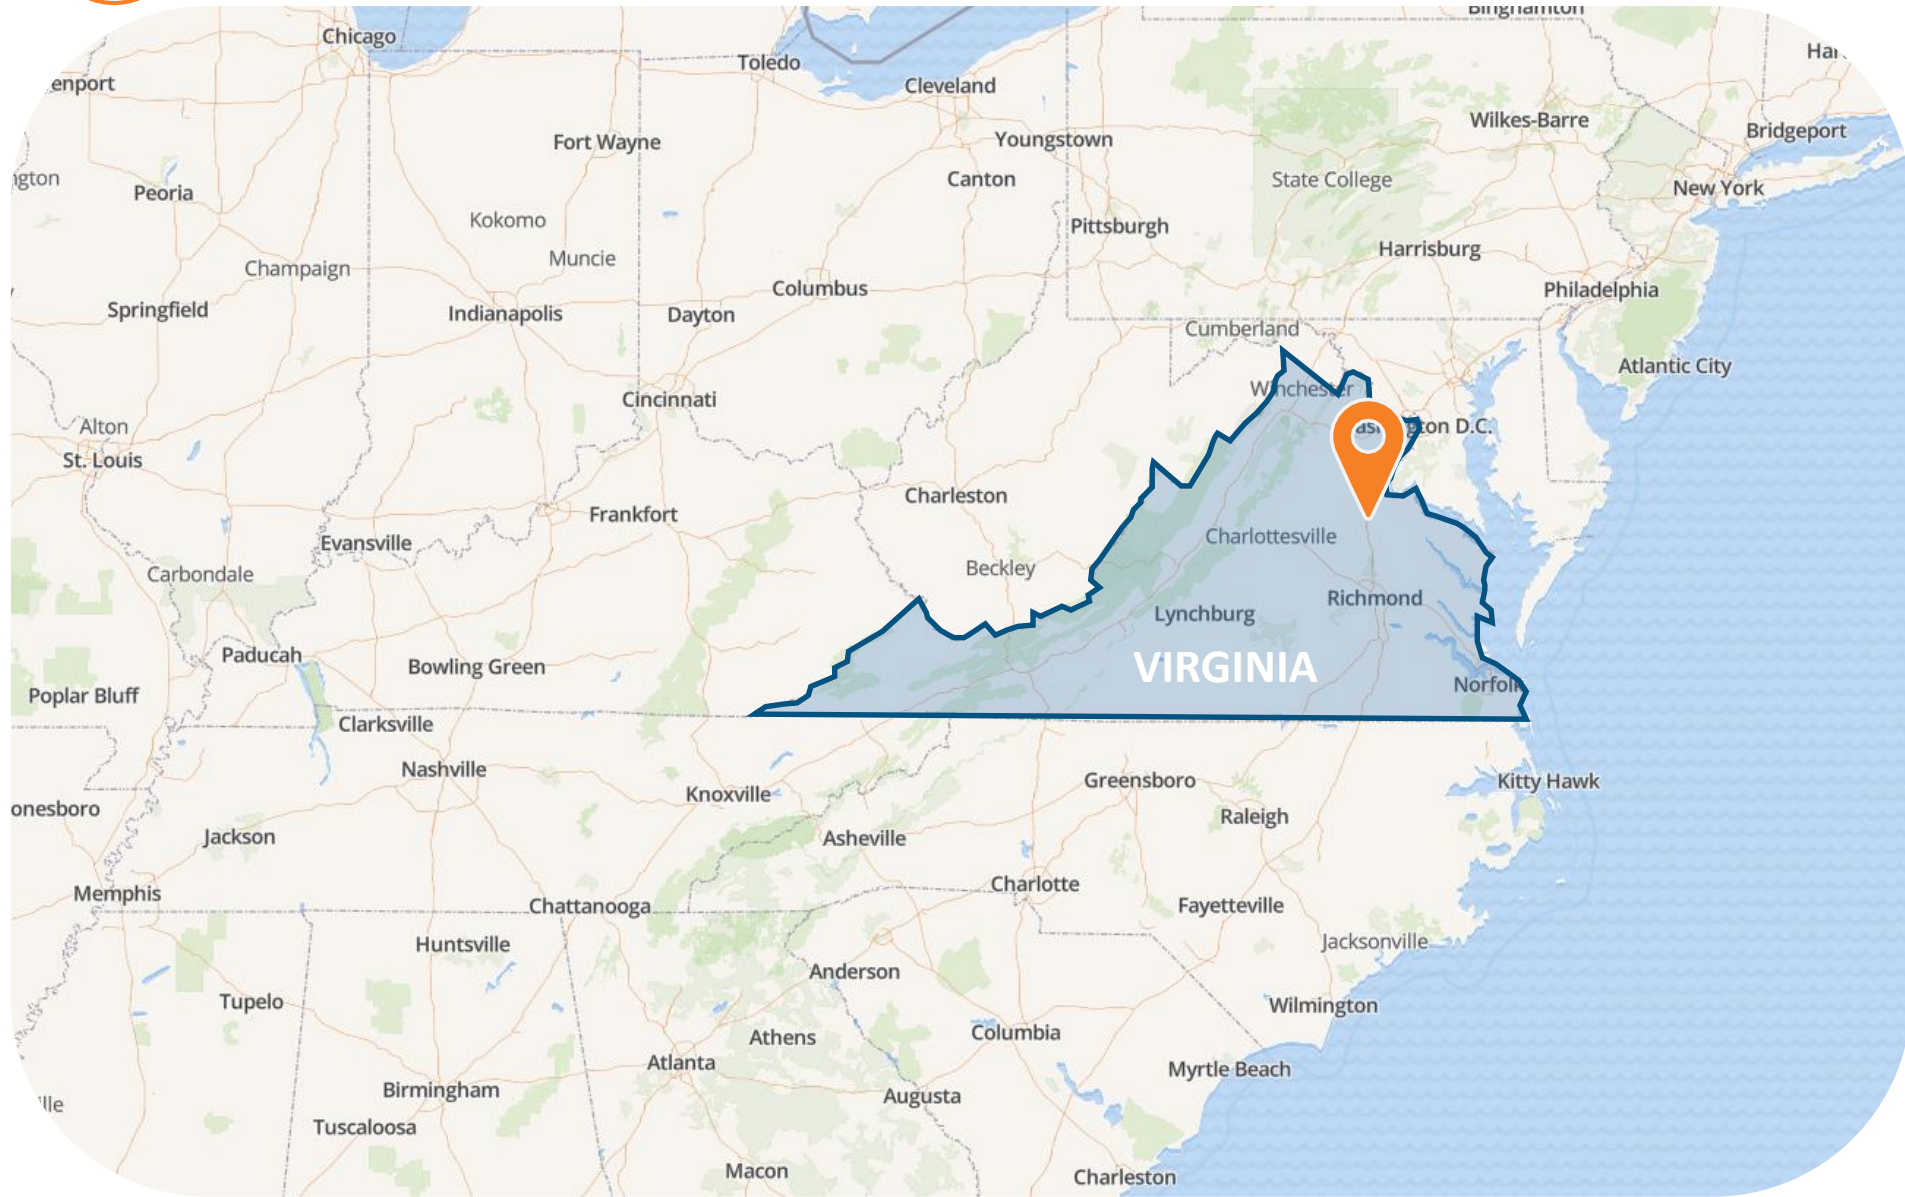 Binghamton
Chicago
Toledo
Cleveland
enport
Wilkes-Barre
Bridgeport
Fort Wayne
Youngstown
Canton
State College
New York
Peoria
Kokomo
Pittsburgh
Harrisburg
Muncie
Champaign
Columbus
Philadelphia
Springfield
Indianapolis
Dayton
Cumberland
Atlantic City
Winchester
Cincinnati
Alton
ton D.C.
St. Louis
Charleston
Frankfort
Charlottesville
Evansville
Beckley
Carbondale
Richmond
Lynchburg
Paducah
Bowling Green
VIRGINIA
Norfolk
Poplar Bluff
Clarksville
Nashville
Greensboro
Kitty Hawk
Knoxville
onesboro
Raleigh
Jackson
Asheville
Charlotte
Memphis
Chattanooga
Fayetteville
Huntsville
Jacksonville
Anderson
Tupelo
Wilmington
Columbia
Athens
Atlanta
Myrtle Beach
Birmingham
Augusta
lle
Tuscaloosa
Macon
Charleston